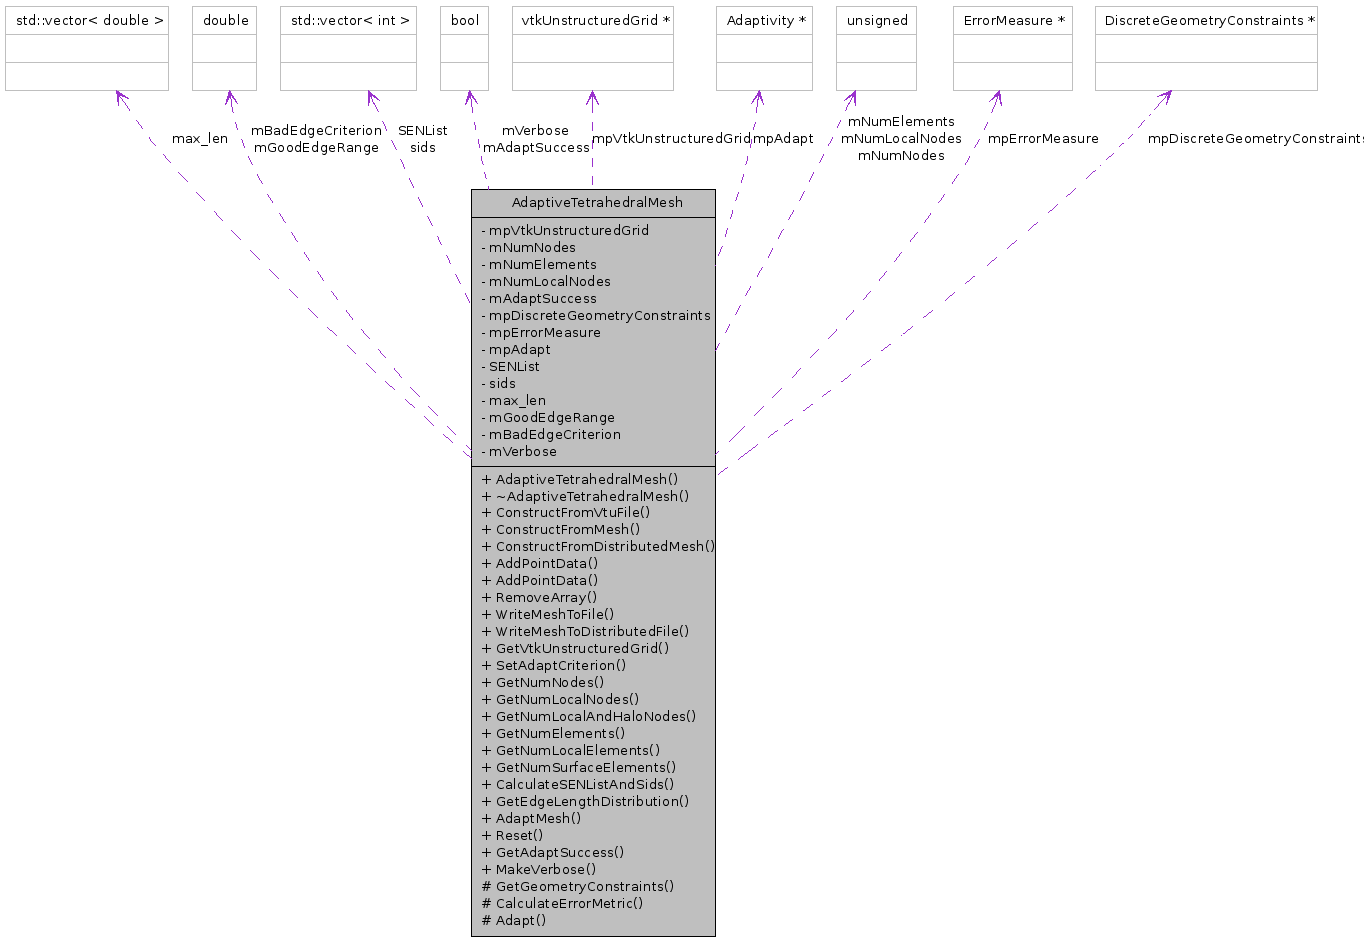 std::vector< double >
double
std::vector< int >
bool
vtkUnstructuredGrid *
Adaptivity *
unsigned
ErrorMeasure *
DiscreteGeometryConstraints *
max_len
mBadEdgeCriterion
mGoodEdgeRange
SENList
sids
mVerbose
mAdaptSuccess
mpVtkUnstructuredGrid
mpAdapt
mNumElements
mNumLocalNodes
mNumNodes
mpErrorMeasure
mpDiscreteGeometryConstraints
AdaptiveTetrahedralMesh
- mpVtkUnstructuredGrid
- mNumNodes
- mNumElements
- mNumLocalNodes
- mAdaptSuccess
- mpDiscreteGeometryConstraints
- mpErrorMeasure
- mpAdapt
- SENList
- sids
- max_len
- mGoodEdgeRange
- mBadEdgeCriterion
- mVerbose
+ AdaptiveTetrahedralMesh()
+ ~AdaptiveTetrahedralMesh()
+ ConstructFromVtuFile()
+ ConstructFromMesh()
+ ConstructFromDistributedMesh()
+ AddPointData()
+ AddPointData()
+ RemoveArray()
+ WriteMeshToFile()
+ WriteMeshToDistributedFile()
+ GetVtkUnstructuredGrid()
+ SetAdaptCriterion()
+ GetNumNodes()
+ GetNumLocalNodes()
+ GetNumLocalAndHaloNodes()
+ GetNumElements()
+ GetNumLocalElements()
+ GetNumSurfaceElements()
+ CalculateSENListAndSids()
+ GetEdgeLengthDistribution()
+ AdaptMesh()
+ Reset()
+ GetAdaptSuccess()
+ MakeVerbose()
# GetGeometryConstraints()
# CalculateErrorMetric()
# Adapt()